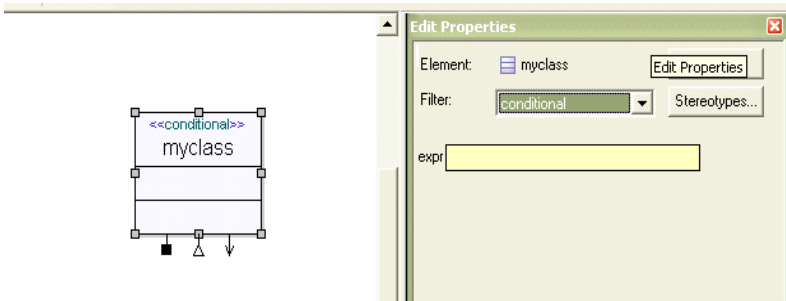 <<conditional>>
myclass
Edit Properties
Element: myclass
Edit Properties
Filter: conditional Stereotypes...
expr